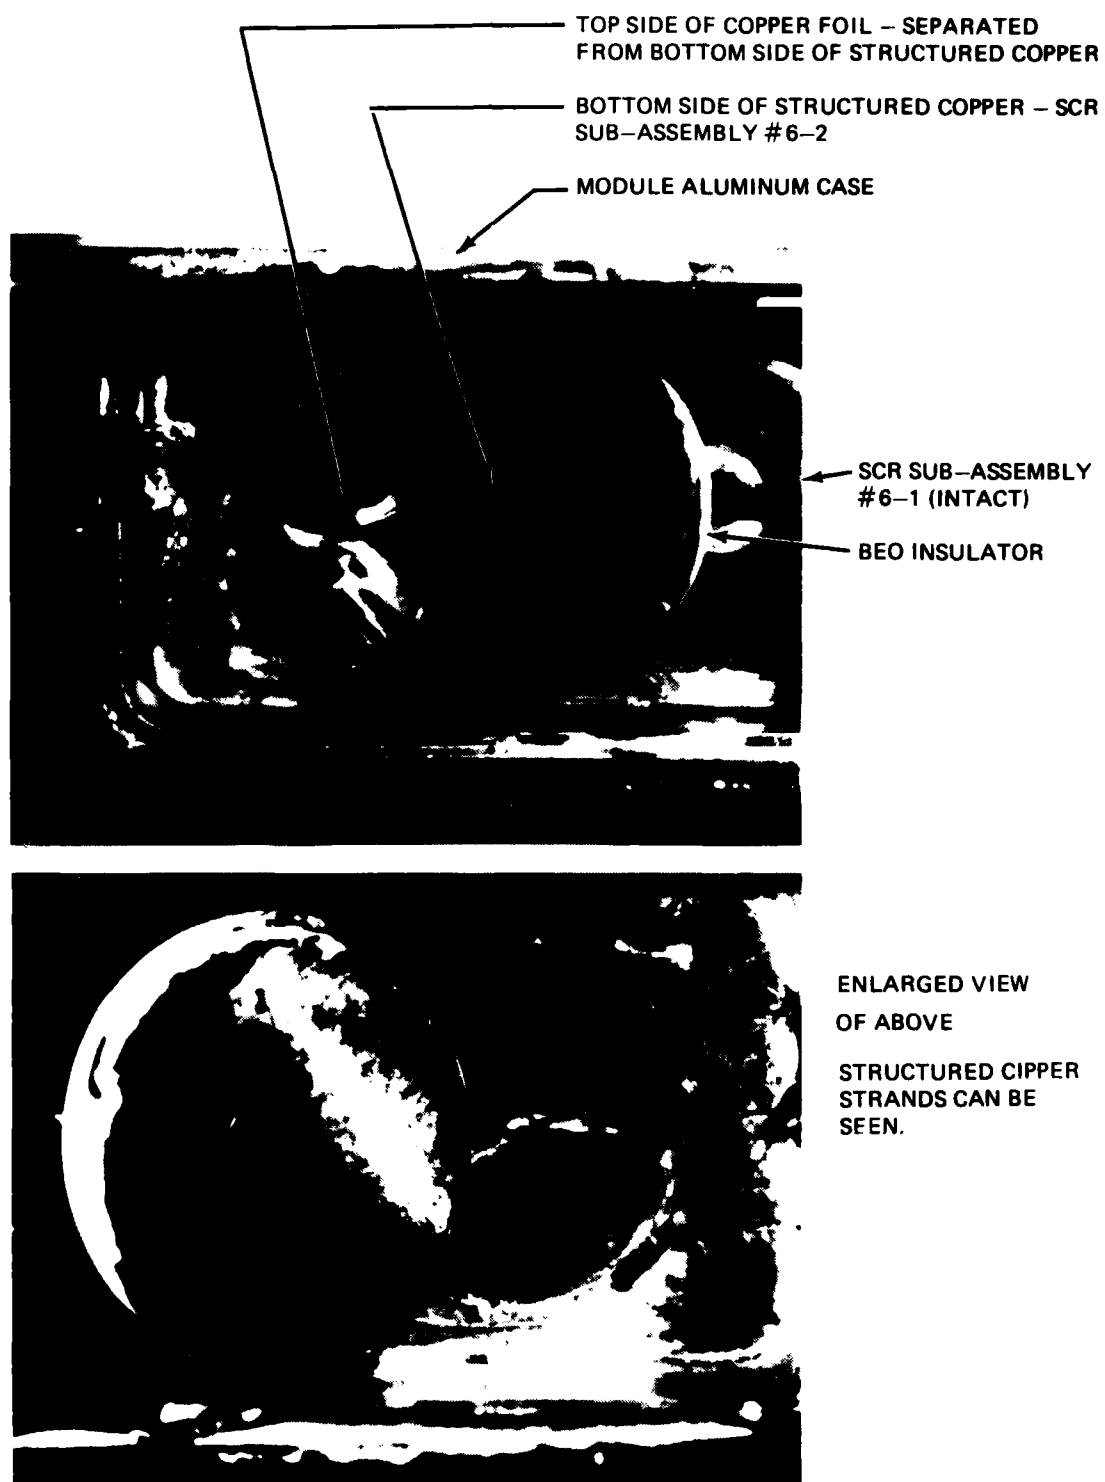 TOP SIDE OF COPPER FOIL – SEPARATED
FROM BOTTOM SIDE OF STRUCTURED COPPER
BOTTOM SIDE OF STRUCTURED COPPER – SCR
SUB–ASSEMBLY #6–2
MODULE ALUMINUM CASE
SCR SUB–ASSEMBLY
#6–1 (INTACT)
BEO INSULATOR
ENLARGED VIEW
OF ABOVE
STRUCTURED CIPPER
STRANDS CAN BE
SEEN.